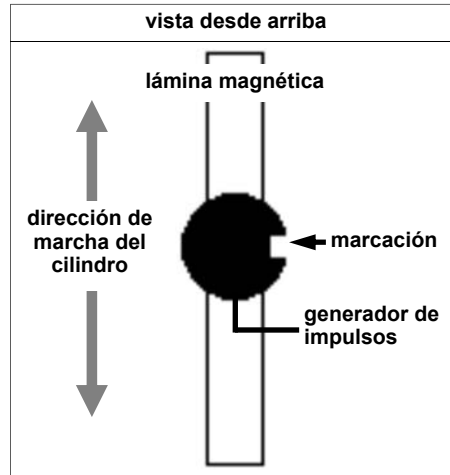 vista desde arriba
lámina magnética
dirección de
marcha del
cilindro
marcación
generador de
impulsos